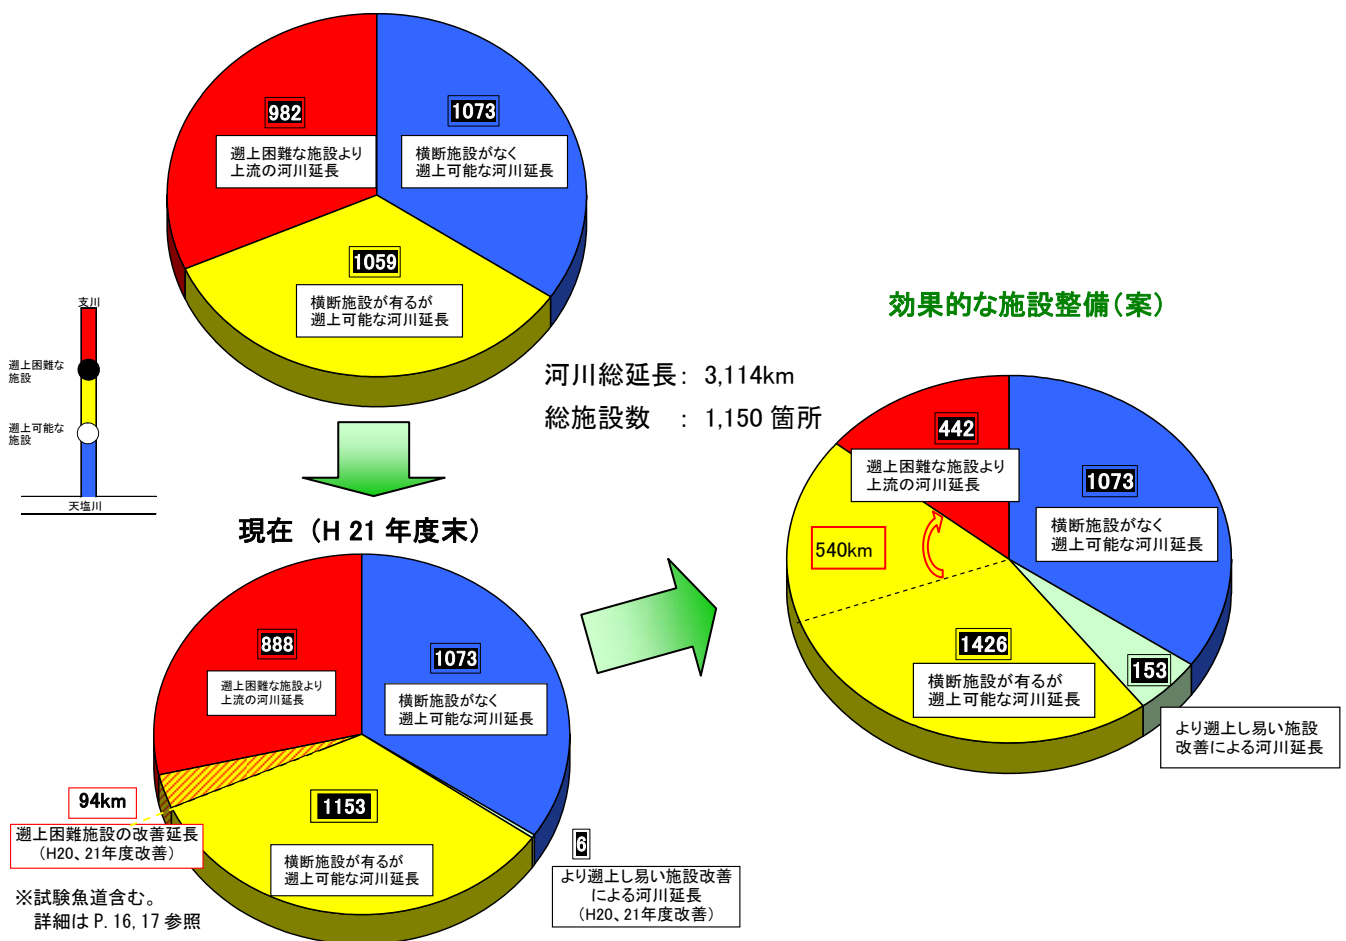 982
遡上困難な施設より
上流の河川延長
1073
横断施設がなく
遡上可能な河川延長
1059
横断施設が有るが
遡上可能な河川延長
支川
遡上困難な
施設
遡上可能な
施設
天塩川
河川総延長： 3,114km
総施設数 ： 1,150 箇所
現在（H 21 年度末）
888
遡上困難な施設より
上流の河川延長
1073
横断施設がなく
遡上可能な河川延長
94km
遡上困難施設の改善延長
（H20、21年度改善）
1153
横断施設が有るが
遡上可能な河川延長
6
より遡上し易い施設改善
による河川延長
（H20、21年度改善）
※試験魚道含む。
詳細は P. 16, 17 参照
効果的な施設整備（案）
442
遡上困難な施設より
上流の河川延長
1073
横断施設がなく
遡上可能な河川延長
540km
1426
横断施設が有るが
遡上可能な河川延長
153
より遡上し易い施設
改善による河川延長